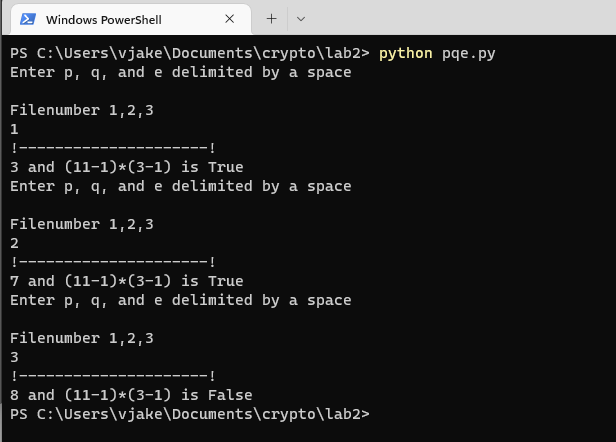 Windows PowerShell
PS C:\Users\vjake\Documents\crypto\lab2> python pqe.py
Enter p, q, and e delimited by a space
Filenumber 1,2,3
1
!----------------------!
3 and (11-1)*(3-1) is True
Enter p, q, and e delimited by a space
Filenumber 1,2,3
2
!----------------------!
7 and (11-1)*(3-1) is True
Enter p, q, and e delimited by a space
Filenumber 1,2,3
3
!----------------------!
8 and (11-1)*(3-1) is False
PS C:\Users\vjake\Documents\crypto\lab2>